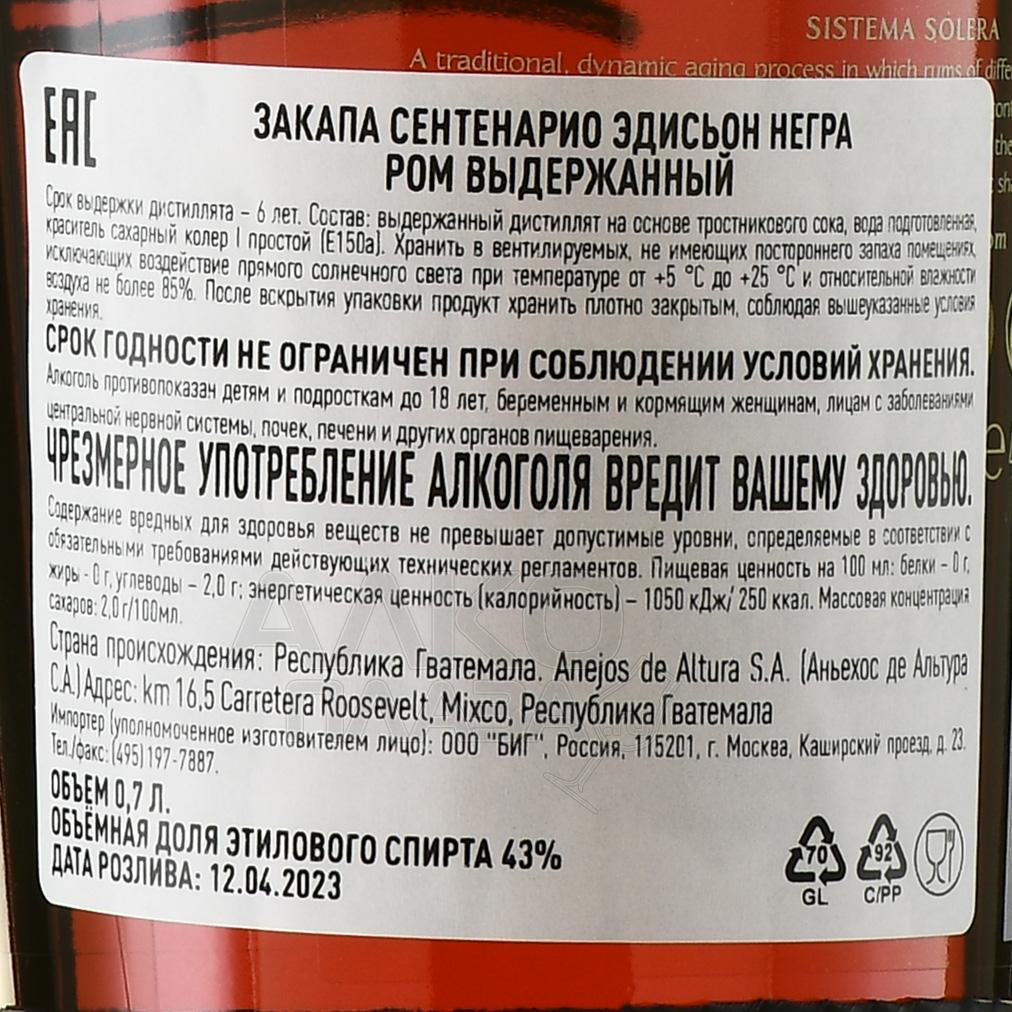 SISTEMA SOLERA
A traditional, dynamic aging process in which rums of diffe
EAC
ЗАКАПА СЕНТЕНАРИО ЭДИСЬОН НЕГРА
РОМ ВЫДЕРЖАННЫЙ
Срок выдержки дистиллята – 6 лет. Состав: выдержанный дистиллят на основе тростникового сока, вода подготовленная,
краситель сахарный колер I простой (Е150а). Хранить в вентилируемых, не имеющих постороннего запаха помещениях,
исключающих воздействие прямого солнечного света при температуре от +5 °С до +25 °С и относительной влажности
воздуха не более 85%. После вскрытия упаковки продукт хранить плотно закрытым, соблюдая вышеуказанные условия
хранения.
СРОК ГОДНОСТИ НЕ ОГРАНИЧЕН ПРИ СОБЛЮДЕНИИ УСЛОВИЙ ХРАНЕНИЯ.
Алкоголь противопоказан детям и подросткам до 18 лет, беременным и кормящим женщинам, лицам с заболеваниями
центральной нервной системы, почек, печени и других органов пищеварения.
ЧРЕЗМЕРНОЕ УПОТРЕБЛЕНИЕ АЛКОГОЛЯ ВРЕДИТ ВАШЕМУ ЗДОРОВЬЮ.
Содержание вредных для здоровья веществ не превышает допустимые уровни, определяемые в соответствии с
обязательными требованиями действующих технических регламентов. Пищевая ценность на 100 мл: белки – 0 г,
жиры - 0 г, углеводы – 2,0 г; энергетическая ценность (калорийность) – 1050 кДж/ 250 ккал. Массовая концентрация
сахаров: 2,0 г/100мл.
Страна происхождения: Республика Гватемала. Anejos de Altura S.A. (Аньехос де Альтура
С.А.) Адрес: km 16,5 Carretera Roosevelt, Mixco, Республика Гватемала
Импортер (уполномоченное изготовителем лицо): ООО "БИГ", Россия, 115201, г. Москва, Каширский проезд, д. 23.
Тел./факс: (495) 197-7887.
ОБЪЕМ 0,7 Л.
ОБЪЁМНАЯ ДОЛЯ ЭТИЛОВОГО СПИРТА 43%
ДАТА РОЗЛИВА: 12.04.2023
70 92
GL C/PP